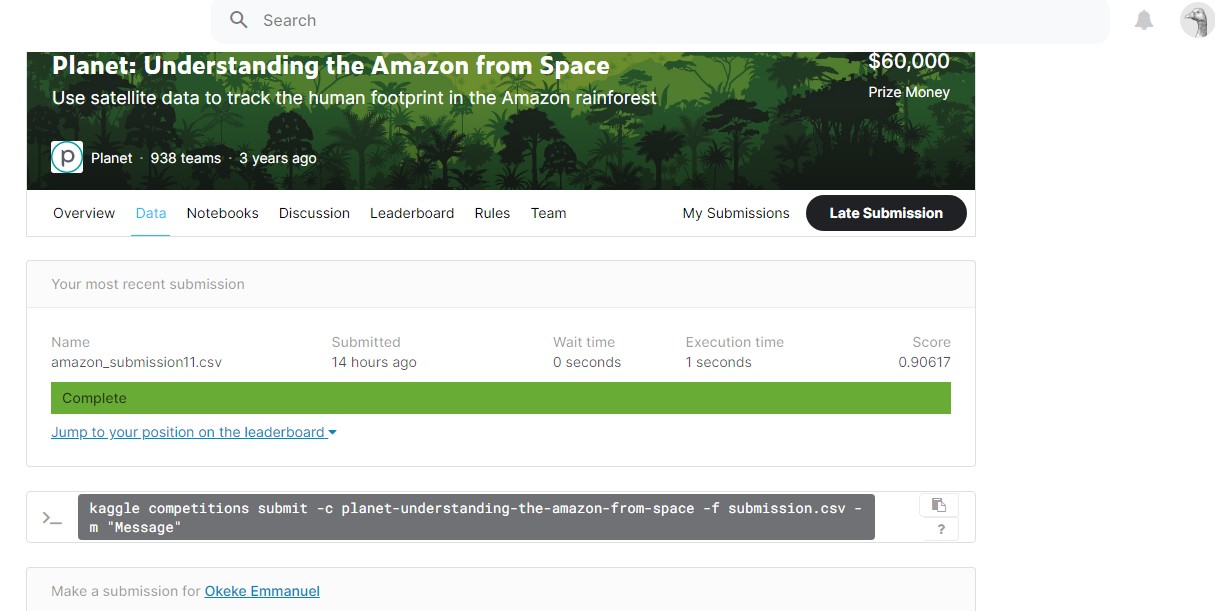 Search
Planet: Understanding the Amazon from Space
$60,000
Use satellite data to track the human footprint in the Amazon rainforest
Prize Money
p
Planet · 938 teams · 3 years ago
Overview Data Notebooks Discussion Leaderboard Rules Team My Submissions Late Submission
Your most recent submission
Name Submitted Wait time Execution time Score
amazon_submission11.csv 14 hours ago 0 seconds 1 seconds 0.90617
Complete
Jump to your position on the leaderboard
>_ kaggle competitions submit -c planet-understanding-the-amazon-from-space -f submission.csv -
m "Message"
?
Make a submission for Okeke Emmanuel